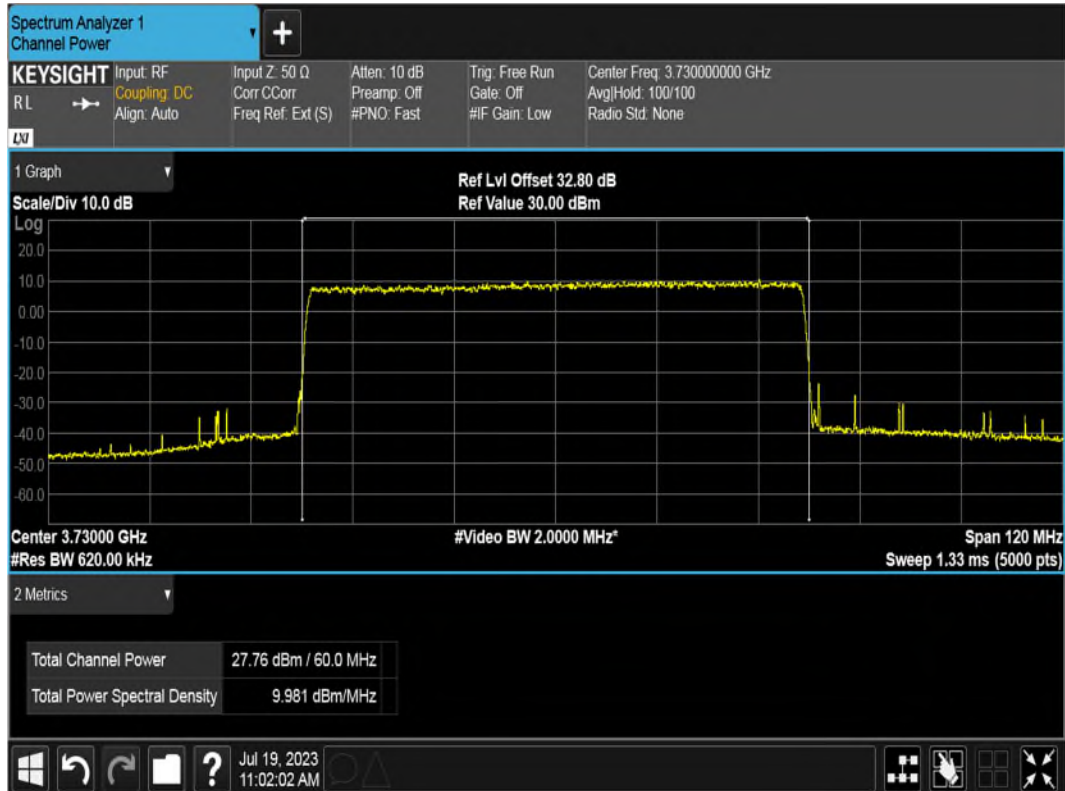 Spectrum Analyzer 1
Channel Power
+
KEYSIGHT
RL
LXI
Input: RF
Coupling: DC
Align: Auto
Input Z: 50 Ω
Corr CCorr
Freq Ref: Ext (S)
Atten: 10 dB
Preamp: Off
#PNO: Fast
Trig: Free Run
Gate: Off
#IF Gain: Low
Center Freq: 3.730000000 GHz
Avg|Hold: 100/100
Radio Std: None
1 Graph
Scale/Div 10.0 dB
Ref Lvl Offset 32.80 dB
Ref Value 30.00 dBm
Log
20.0
10.0
0.00
-10.0
-20.0
-30.0
-40.0
-50.0
-60.0
Center 3.73000 GHz
#Video BW 2.0000 MHz*
Span 120 MHz
#Res BW 620.00 kHz
Sweep 1.33 ms (5000 pts)
2 Metrics
Total Channel Power 27.76 dBm / 60.0 MHz
Total Power Spectral Density 9.981 dBm/MHz
?
Jul 19, 2023
11:02:02 AM